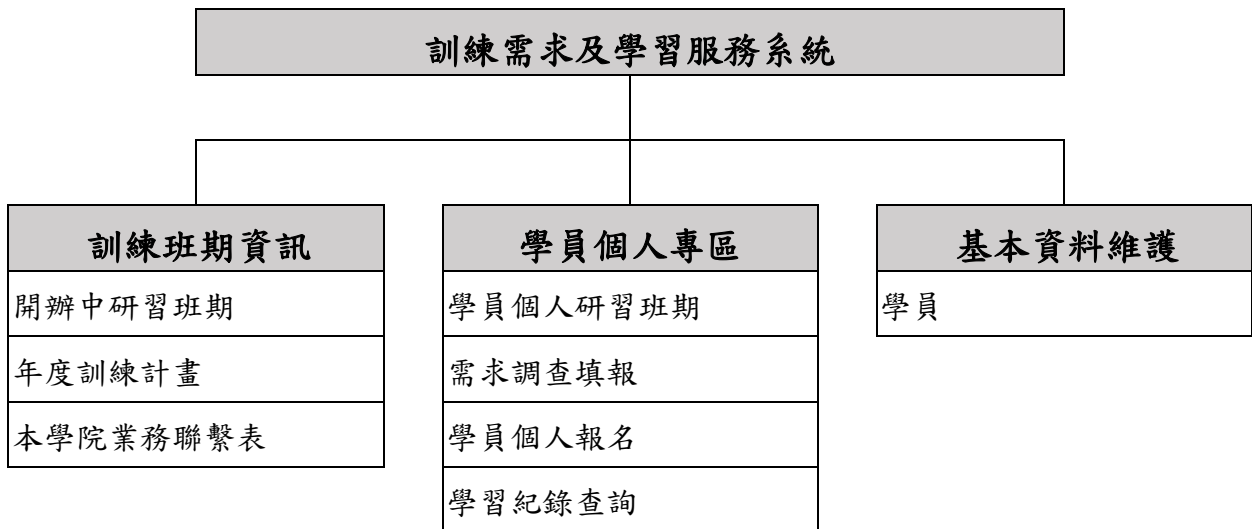 訓練需求及學習服務系統
訓練班期資訊
開辦中研習班期
年度訓練計畫
本學院業務聯繫表
學員個人專區
學員個人研習班期
需求調查填報
學員個人報名
學習紀錄查詢
基本資料維護
學員